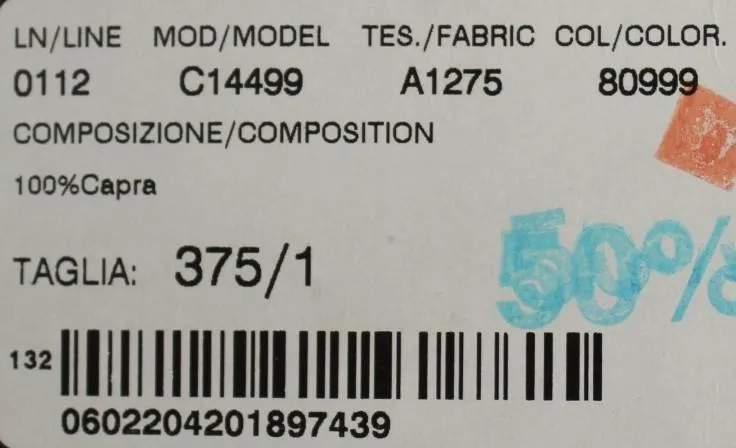 LN/LINE MOD/MODEL TES./FABRIC COL/COLOR.
0112 C14499 A1275 80999
COMPOSIZIONE/COMPOSITION
100%Capra
50%
TAGLIA: 375/1
132
0602204201897439